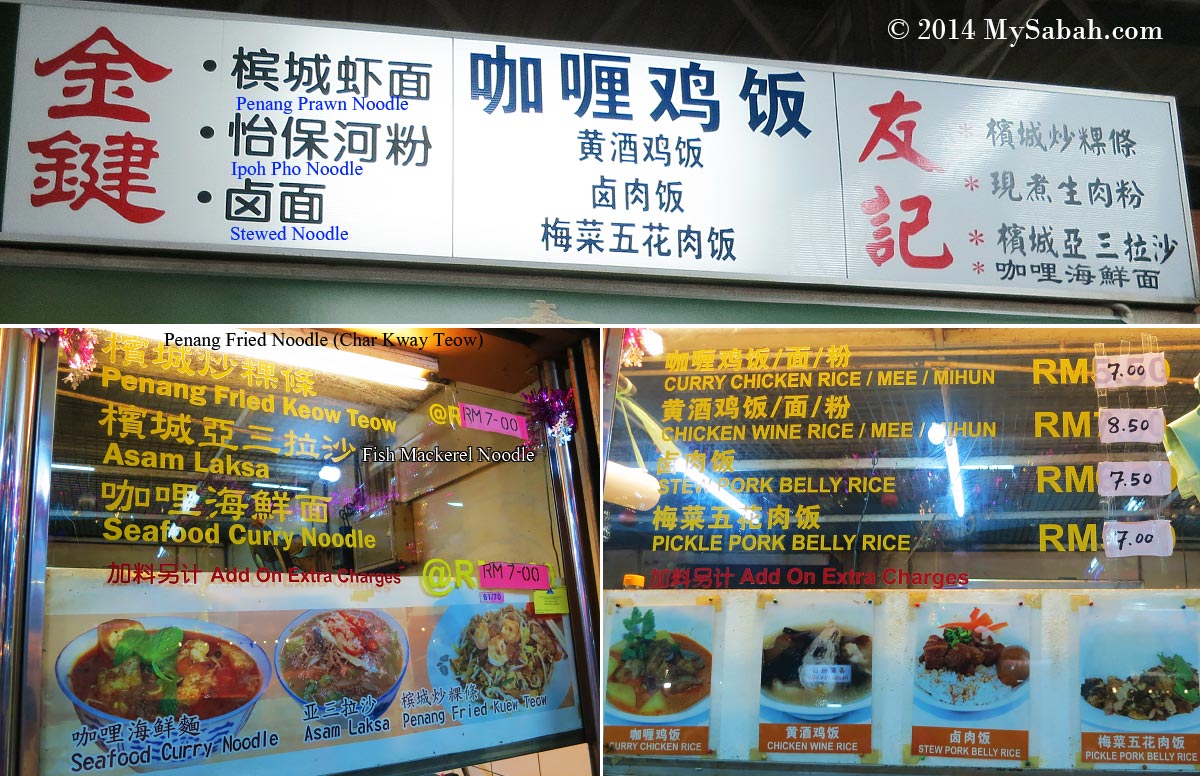 © 2014 MySabah.com
金鍵
• 槟城虾面
Penang Prawn Noodle
• 怡保河粉
Ipoh Pho Noodle
• 卤面
Stewed Noodle
咖喱鸡饭
黄酒鸡饭
卤肉饭
梅菜五花肉饭
友記
* 檳城炒粿條
* 現煮生肉粉
* 檳城亞三拉沙
* 咖哩海鮮面
Penang Fried Noodle (Char Kway Teow)
檳城炒粿條
Penang Fried Keow Teow
@R RM 7-00
檳城亞三拉沙
Asam Laksa
Fish Mackerel Noodle
咖哩海鮮面
Seafood Curry Noodle
加料另计 Add On Extra Charges
@R RM 7-00
61/70
咖哩海鮮麵
Seafood Curry Noodle
亚三拉沙
Asam Laksa
槟城炒粿條
Penang Fried Kuew Teow
咖喱鸡饭/面/粉
CURRY CHICKEN RICE / MEE / MIHUN RM 7.00
黄酒鸡饭/面/粉
CHICKEN WINE RICE / MEE / MIHUN RM 8.50
卤肉饭
STEW PORK BELLY RICE RM 7.50
梅菜五花肉饭
PICKLE PORK BELLY RICE RM 7.00
加料另计 Add On Extra Charges
咖喱鸡饭
CURRY CHICKEN RICE
黄酒鸡饭
CHICKEN WINE RICE
卤肉饭
STEW PORK BELLY RICE
梅菜五花肉饭
PICKLE PORK BELLY RICE